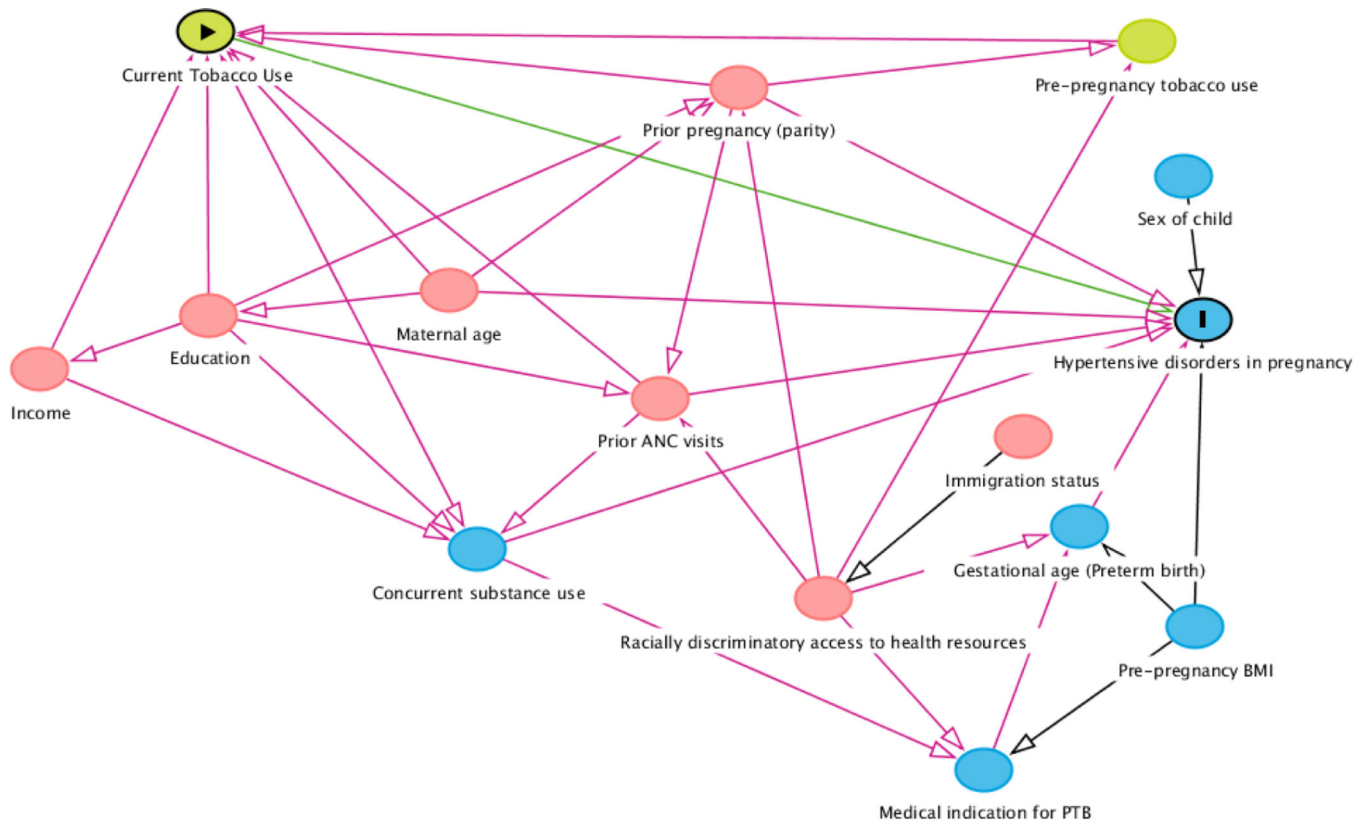 Current Tobacco Use
Pre-pregnancy tobacco use
Prior pregnancy (parity)
Sex of child
Maternal age
Education
Hypertensive disorders in pregnancy
Income
Prior ANC visits
Immigration status
Gestational age (Preterm birth)
Concurrent substance use
Racially discriminatory access to health resources
Pre-pregnancy BMI
Medical indication for PTB